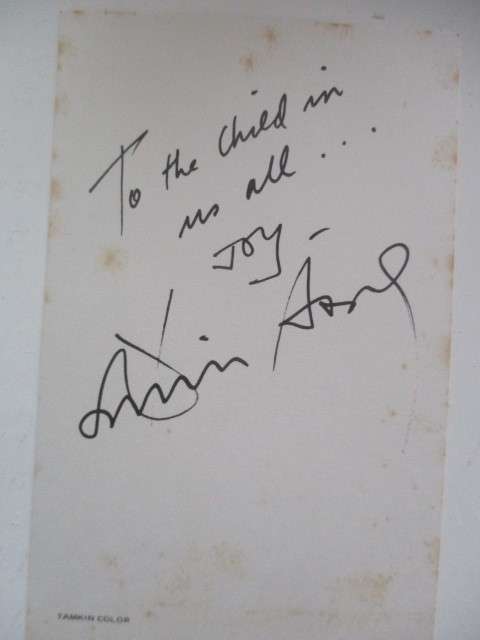 To the Child in
us all . . .
JOY -
TAMKIN COLOR